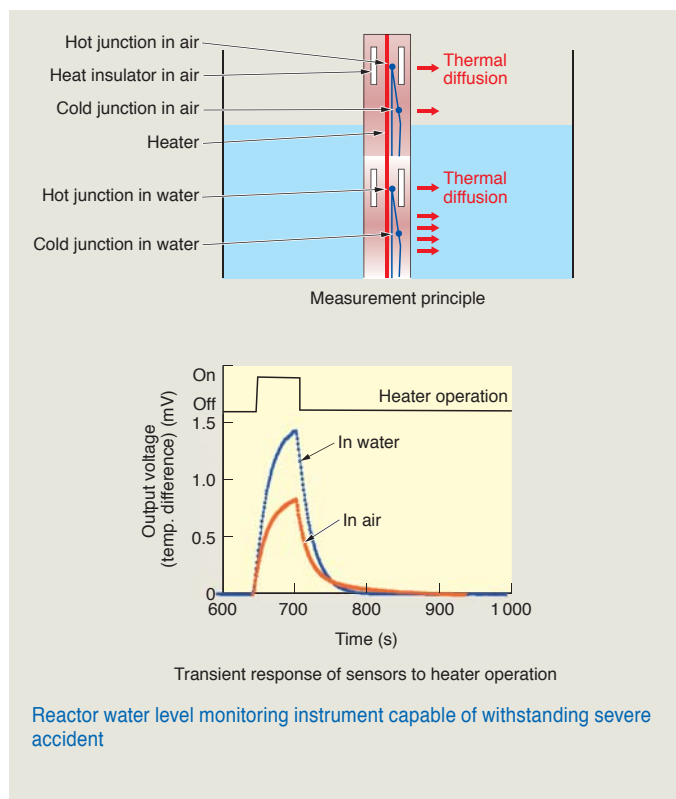 Hot junction in air
Heat insulator in air
Cold junction in air
Heater
Hot junction in water
Cold junction in water
Thermal
diffusion
Thermal
diffusion
Measurement principle
On
Off
Heater operation
Output voltage
(temp. difference) (mV)
1.5
1.0
0.5
0
In water
In air
600
700
800
900
1 000
Time (s)
Transient response of sensors to heater operation
Reactor water level monitoring instrument capable of withstanding severe
accident